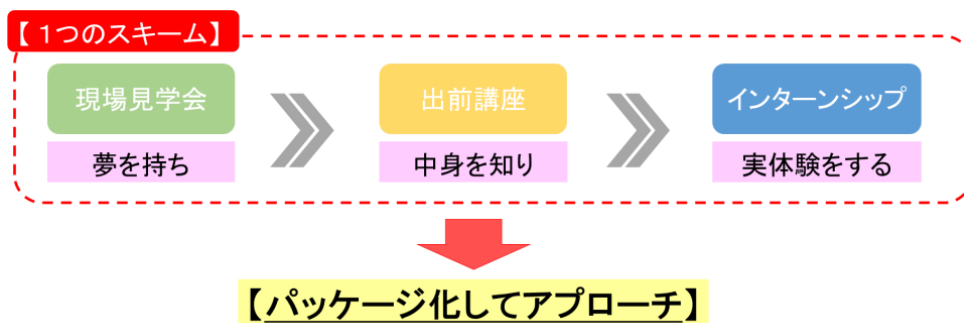 【１つのスキーム】
現場見学会 出前講座 インターンシップ
夢を持ち 中身を知り 実体験をする
【パッケージ化してアプローチ】